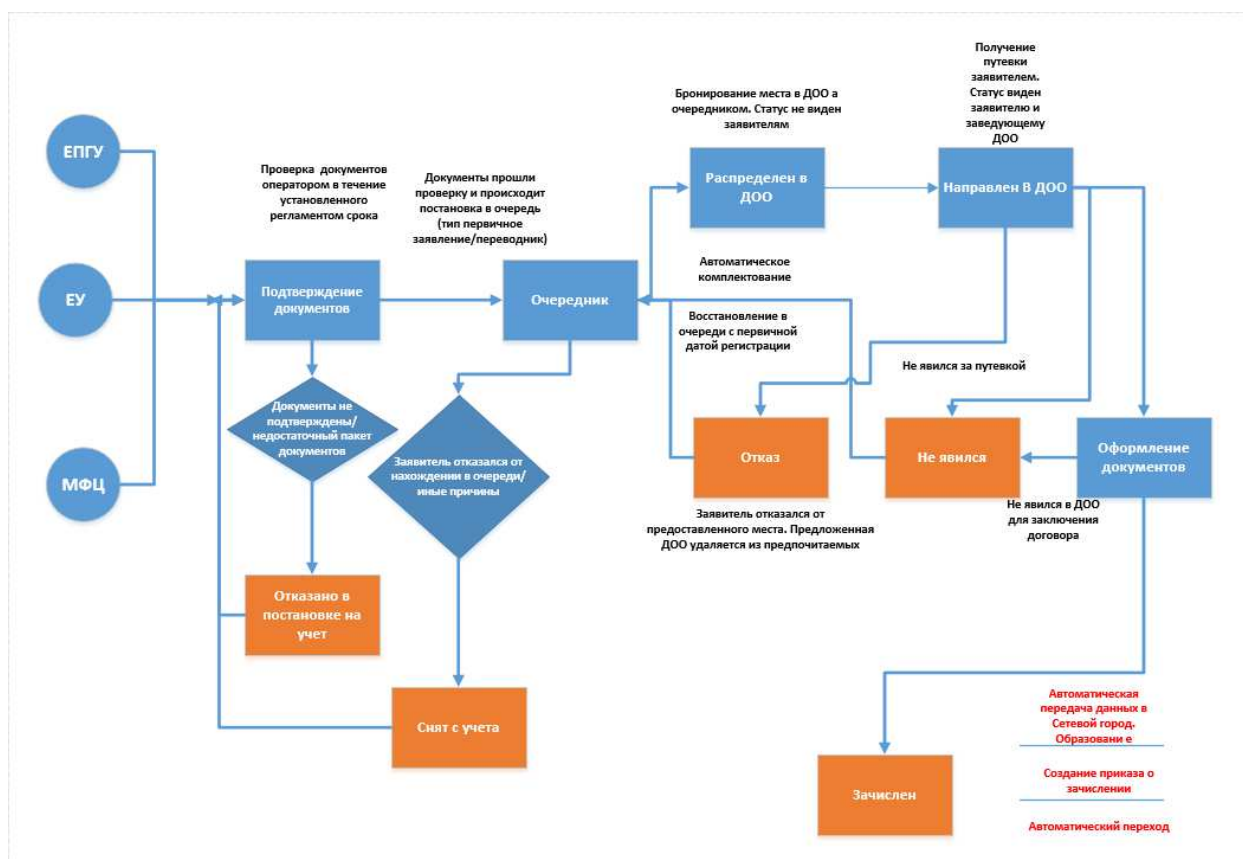 Получение
путевки
заявителем.
Статус виден
заявителю и
заведующему
ДОО
Бронирование места в ДОО а
очередником. Статус не виден
заявителям
ЕПГУ
Проверка документов
оператором в течение
установленного
регламентом срока
Документы прошли
проверку и происходит
постановка в очередь
(тип первичное
заявление/переводник)
Распределен в
ДОО
Направлен В ДОО
Автоматическое
комплектование
ЕУ
Подтверждение
документов
Очередник
Восстановление в
очереди с первичной
датой регистрации
Не явился за путевкой
Документы не
подтверждены/
недостаточный пакет
документов
МФЦ
Заявитель отказался от
нахождении в очереди/
иные причины
Отказ
Не явился
Оформление
документов
Заявитель отказался от
предоставленного места. Предложенная
ДОО удаляется из предпочитаемых
Не явился в ДОО
для заключения
договора
Отказано в
постановке на
учет
Снят с учета
Зачислен
Автоматическая
передача данных в
Сетевой город.
Образовани е
Создание приказа о
зачислении
Автоматический переход